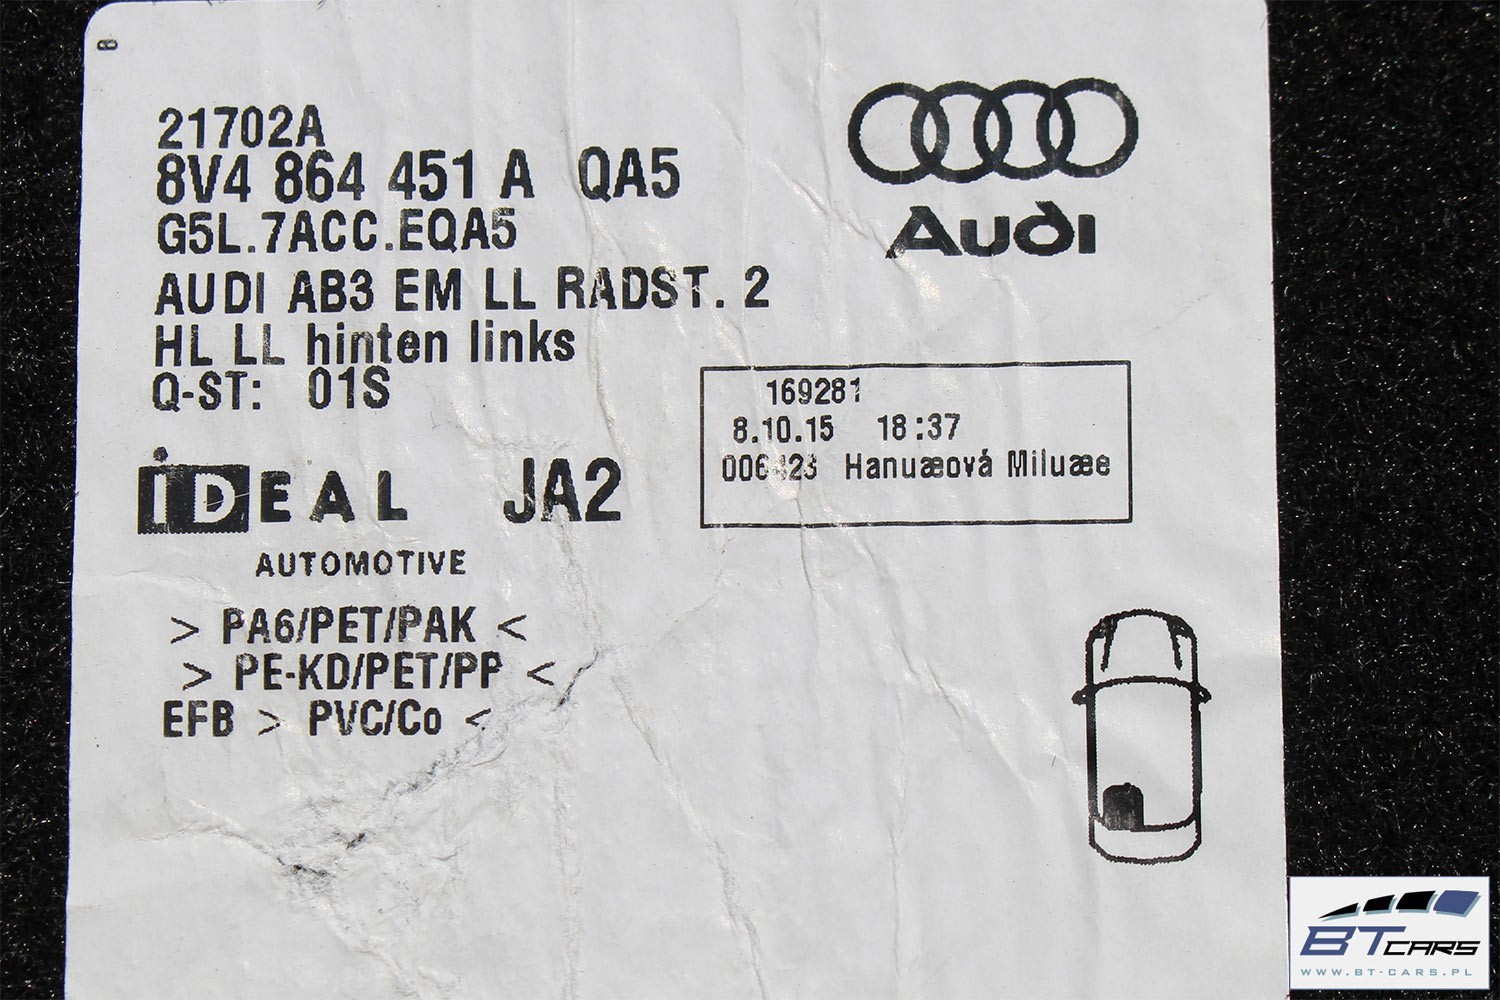 8
21702A
8V4 864 451 A QA5
G5L.7ACC.EQA5
AUDI AB3 EM LL RADST. 2
HL LL hinten links
Q-ST: 01S
Audi
169281
8.10.15 18:37
Hanuæová Miluæe
iDEAL JA2
AUTOMOTIVE
> PA6/PET/PAK <
> PE-KD/PET/PP <
EFB > PVC/Co <
BTCARS
WWW.BT-CARS.PL